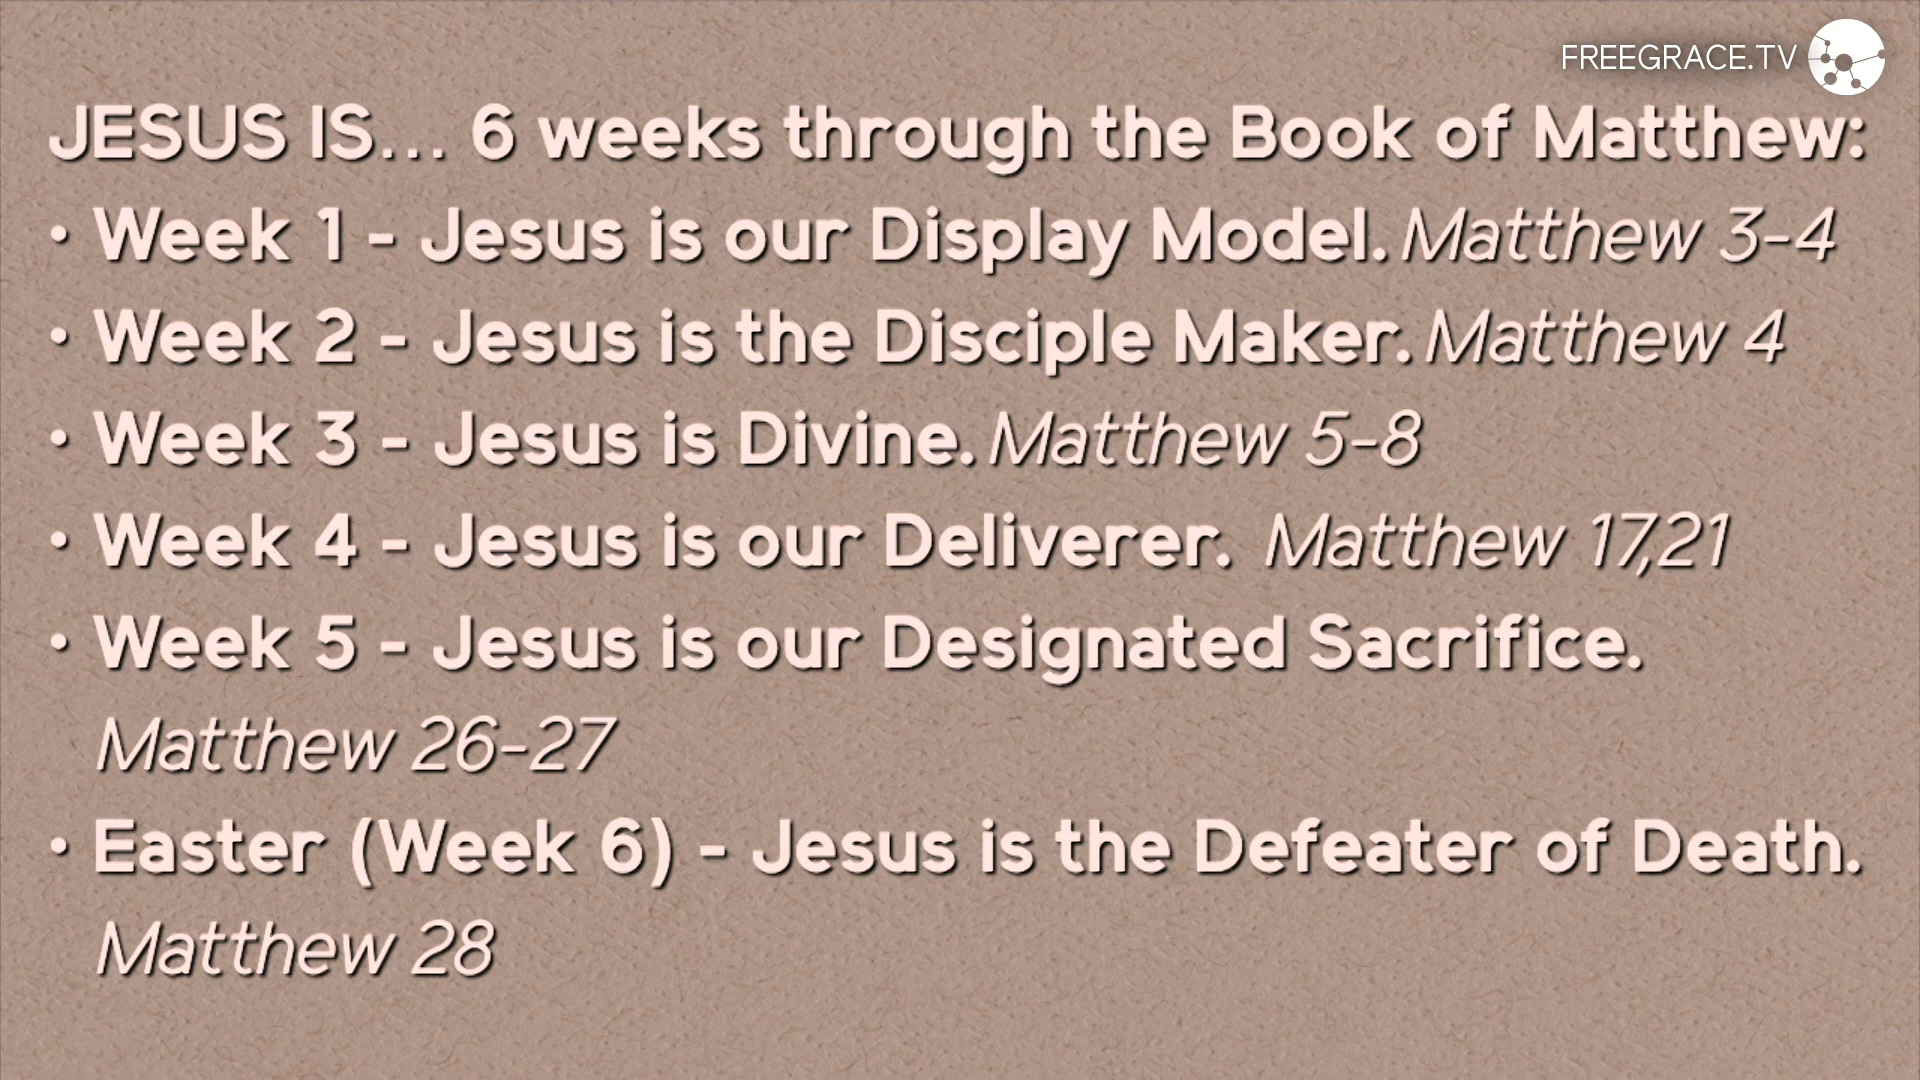 FREEGRACE.TV
JESUS IS... 6 weeks through the Book of Matthew:
• Week 1 - Jesus is our Display Model. Matthew 3-4
• Week 2 - Jesus is the Disciple Maker. Matthew 4
• Week 3 - Jesus is Divine. Matthew 5-8
• Week 4 - Jesus is our Deliverer. Matthew 17,21
• Week 5 - Jesus is our Designated Sacrifice.
Matthew 26-27
• Easter (Week 6) - Jesus is the Defeater of Death.
Matthew 28